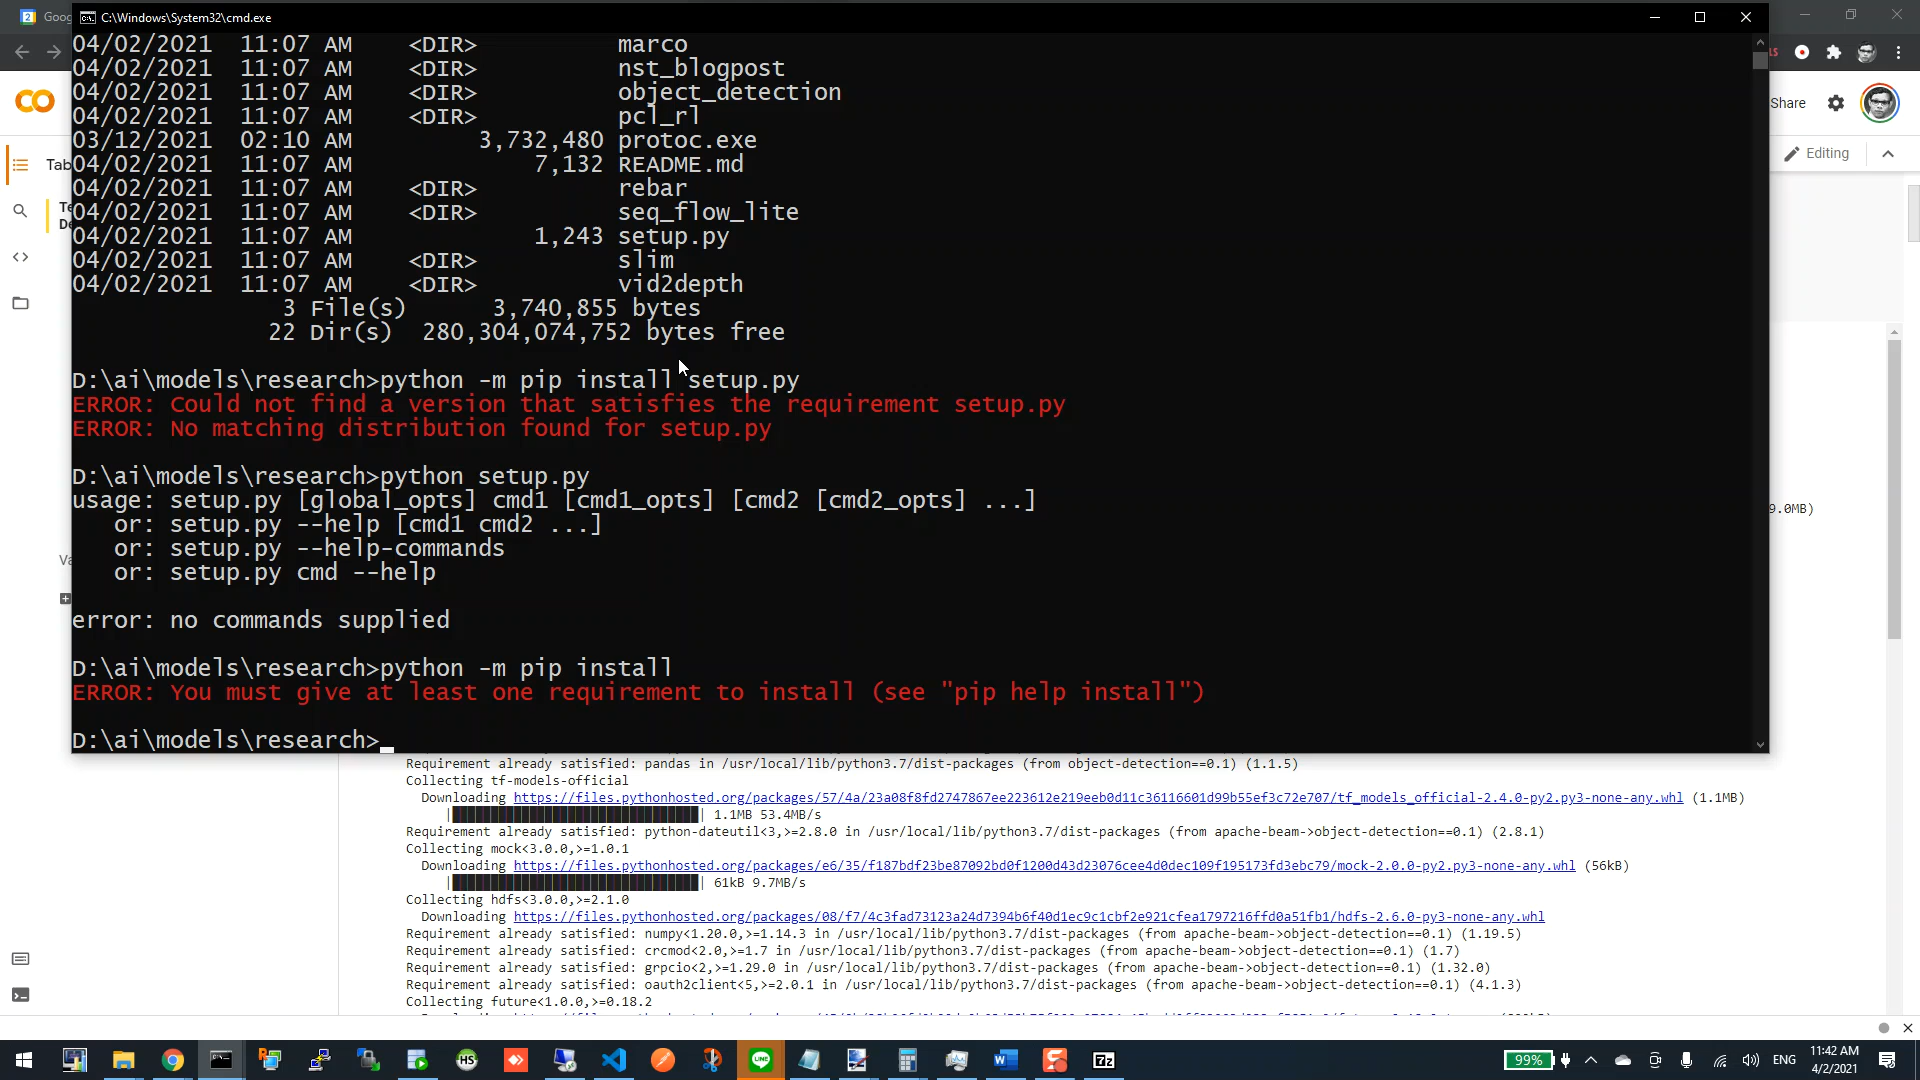 Goog
C:\Windows\System32\cmd.exe
04/02/2021  11:07 AM    <DIR>          marco
04/02/2021  11:07 AM    <DIR>          nst_blogpost
04/02/2021  11:07 AM    <DIR>          object_detection
04/02/2021  11:07 AM    <DIR>          pcl_rl
03/12/2021  02:10 AM         3,732,480 protoc.exe
04/02/2021  11:07 AM             7,132 README.md
04/02/2021  11:07 AM    <DIR>          rebar
04/02/2021  11:07 AM    <DIR>          seq_flow_lite
04/02/2021  11:07 AM             1,243 setup.py
04/02/2021  11:07 AM    <DIR>          slim
04/02/2021  11:07 AM    <DIR>          vid2depth
3 File(s)      3,740,855 bytes
22 Dir(s)  280,304,074,752 bytes free
D:\ai\models\research>python -m pip install setup.py
ERROR: Could not find a version that satisfies the requirement setup.py
ERROR: No matching distribution found for setup.py
D:\ai\models\research>python setup.py
usage: setup.py [global_opts] cmd1 [cmd1_opts] [cmd2 [cmd2_opts] ...]
or: setup.py --help [cmd1 cmd2 ...]
or: setup.py --help-commands
or: setup.py cmd --help
error: no commands supplied
D:\ai\models\research>python -m pip install
ERROR: You must give at least one requirement to install (see "pip help install")
D:\ai\models\research>
Share
Editing
Tab
Te
De
Va
9.0MB)
Requirement already satisfied: pandas in /usr/local/lib/python3.7/dist-packages (from object-detection==0.1) (1.1.5)
Collecting tf-models-official
Downloading https://files.pythonhosted.org/packages/57/4a/23a08f8fd2747867ee223612e219eeb0d11c36116601d99b55ef3c72e707/tf_models_official-2.4.0-py2.py3-none-any.whl (1.1MB)
1.1MB 53.4MB/s
Requirement already satisfied: python-dateutil<3,>=2.8.0 in /usr/local/lib/python3.7/dist-packages (from apache-beam->object-detection==0.1) (2.8.1)
Collecting mock<3.0.0,>=1.0.1
Downloading https://files.pythonhosted.org/packages/e6/35/f187bdf23be87092bd0f1200d43d23076cee4d0dec109f195173fd3ebc79/mock-2.0.0-py2.py3-none-any.whl (56kB)
61kB 9.7MB/s
Collecting hdfs<3.0.0,>=2.1.0
Downloading https://files.pythonhosted.org/packages/08/f7/4c3fad73123a24d7394b6f40d1ec9c1cbf2e921cfea1797216ffd0a51fb1/hdfs-2.6.0-py3-none-any.whl
Requirement already satisfied: numpy<1.20.0,>=1.14.3 in /usr/local/lib/python3.7/dist-packages (from apache-beam->object-detection==0.1) (1.19.5)
Requirement already satisfied: crcmod<2.0,>=1.7 in /usr/local/lib/python3.7/dist-packages (from apache-beam->object-detection==0.1) (1.7)
Requirement already satisfied: grpcio<2,>=1.29.0 in /usr/local/lib/python3.7/dist-packages (from apache-beam->object-detection==0.1) (1.32.0)
Requirement already satisfied: oauth2client<5,>=2.0.1 in /usr/local/lib/python3.7/dist-packages (from apache-beam->object-detection==0.1) (4.1.3)
Collecting future<1.0.0,>=0.18.2
99%
ENG
11:42 AM
4/2/2021